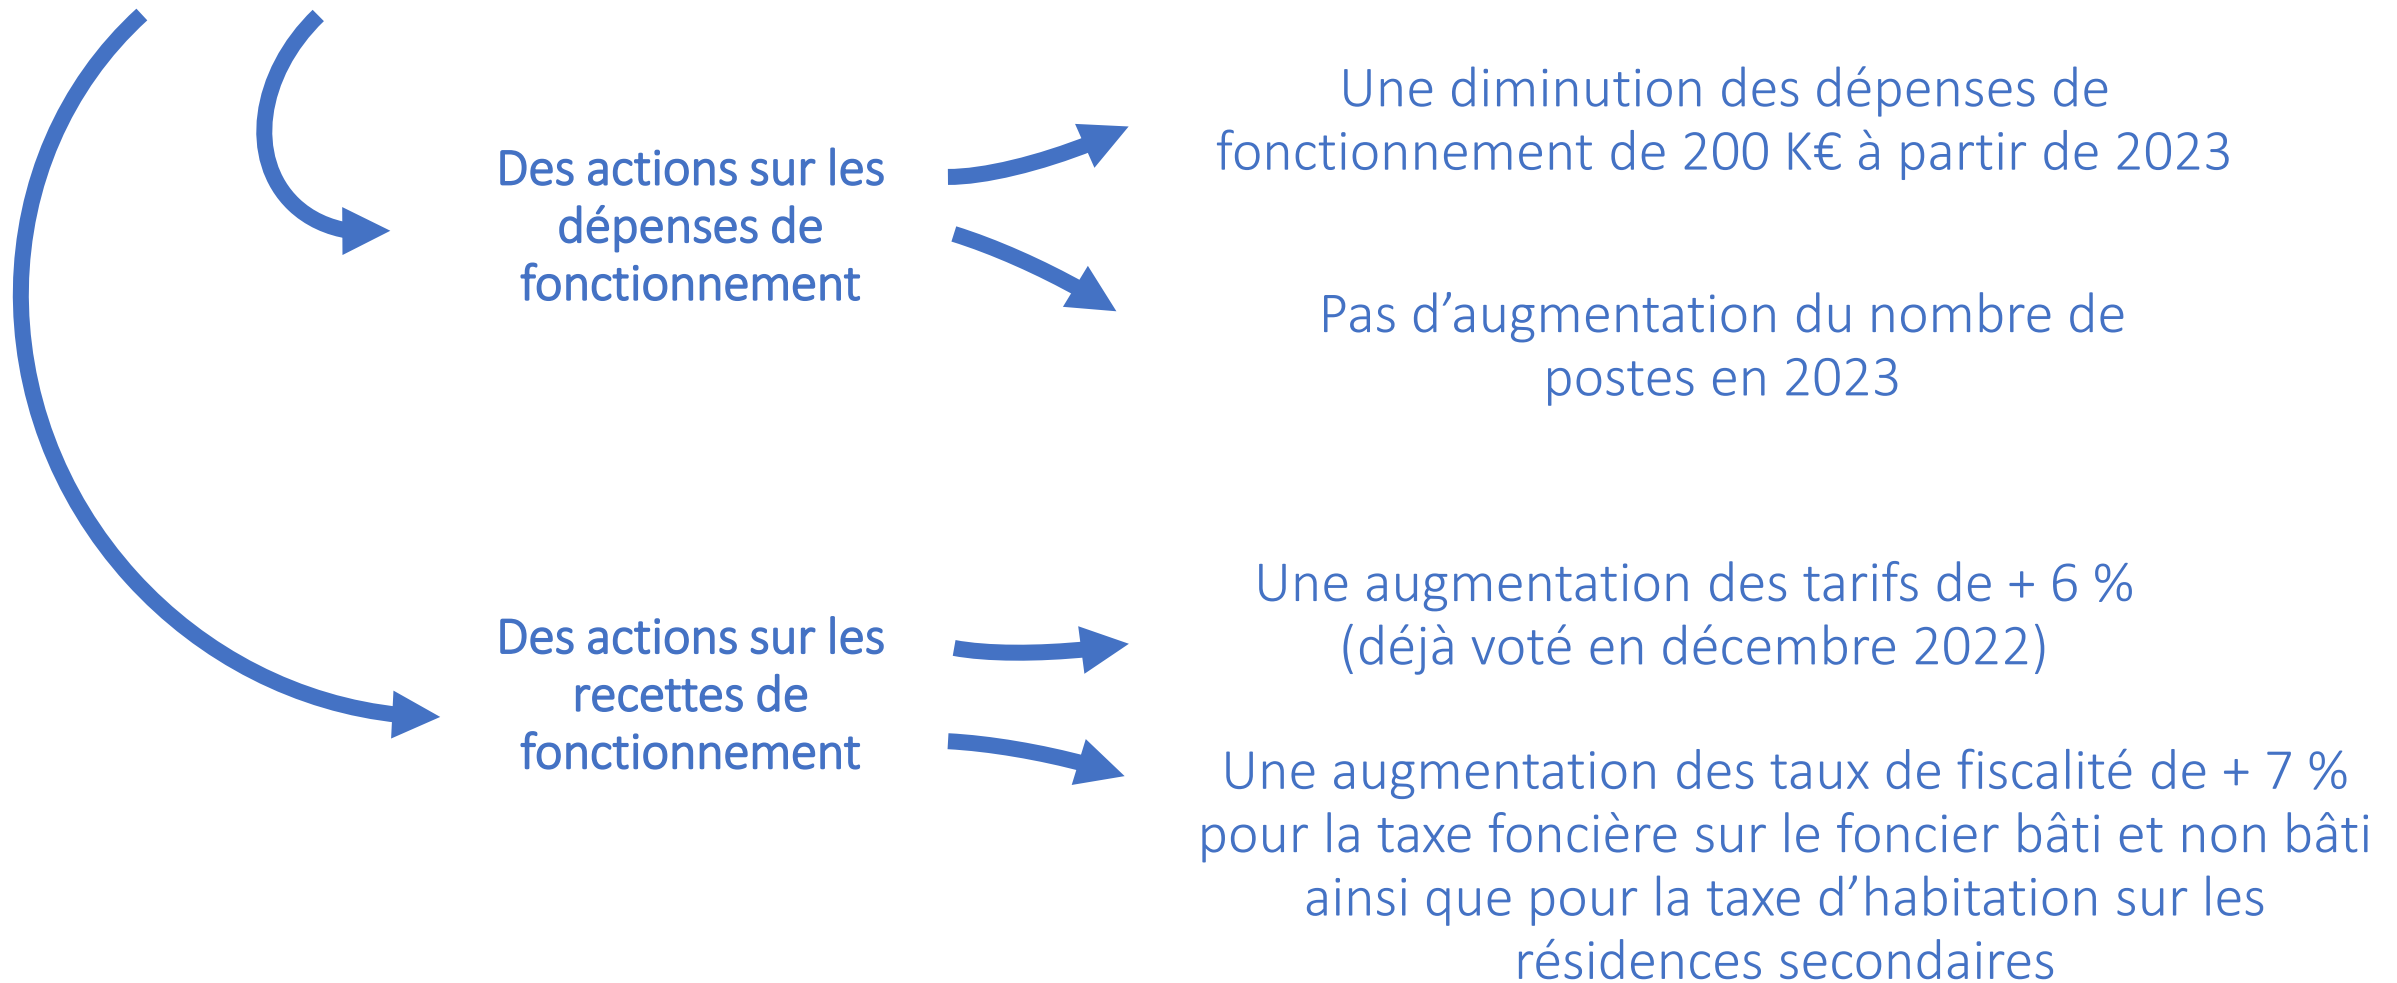 Des actions sur les
dépenses de
fonctionnement
Une diminution des dépenses de
fonctionnement de 200 K€ à partir de 2023
Pas d’augmentation du nombre de
postes en 2023
Des actions sur les
recettes de
fonctionnement
Une augmentation des tarifs de + 6 %
(déjà voté en décembre 2022)
Une augmentation des taux de fiscalité de + 7 %
pour la taxe foncière sur le foncier bâti et non bâti
ainsi que pour la taxe d’habitation sur les
résidences secondaires